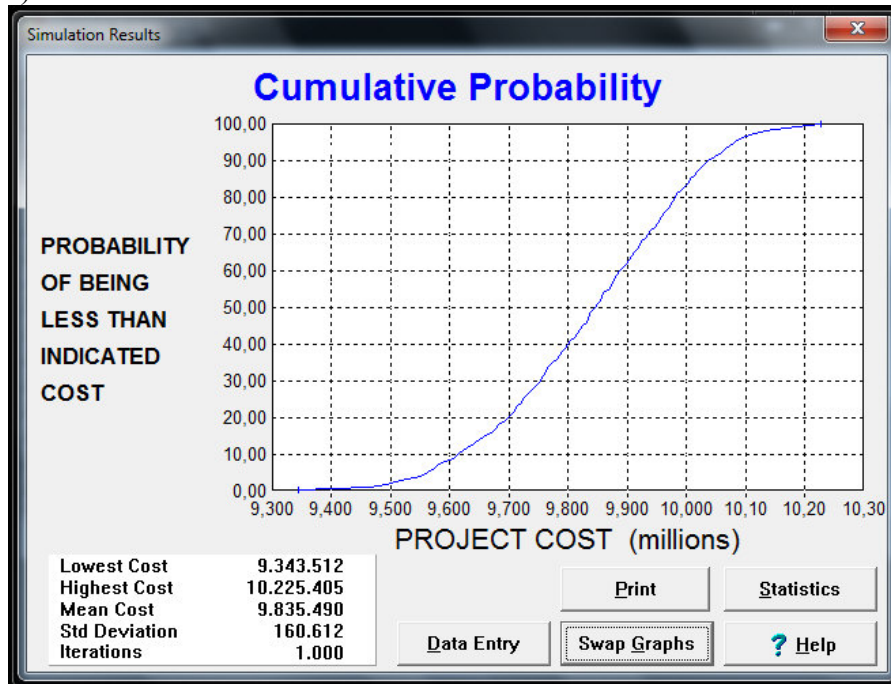 Simulation Results
Cumulative Probability
PROBABILITY
OF BEING
LESS THAN
INDICATED
COST
100,00
90,00
80,00
70,00
60,00
50,00
40,00
30,00
20,00
10,00
0,00
9,300 9,400 9,500 9,600 9,700 9,800 9,900 10,000 10,10 10,20 10,30
PROJECT COST (millions)
Lowest Cost 9.343.512
Highest Cost 10.225.405
Mean Cost 9.835.490
Std Deviation 160.612
Iterations 1.000
Print Statistics
Data Entry Swap Graphs ? Help